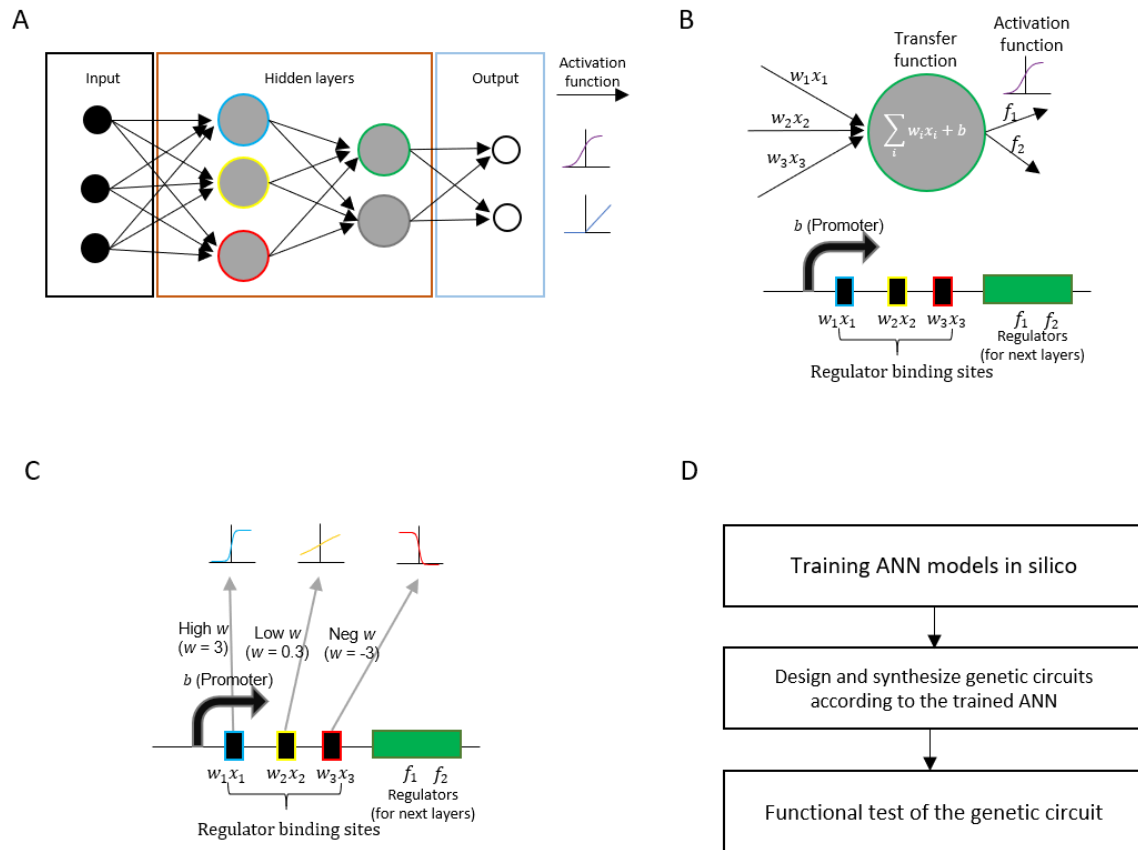 A
Input
Hidden layers
Output
Activation
function
B
Transfer
function
Activation
function
w₁x₁
w₂x₂
w₃x₃
∑ᵢ wᵢxᵢ + b
f₁
f₂
b (Promoter)
w₁x₁ w₂x₂ w₃x₃
f₁ f₂
Regulators
(for next layers)
Regulator binding sites
C
High w
(w = 3)
Low w
(w = 0.3)
Neg w
(w = -3)
b (Promoter)
w₁x₁ w₂x₂ w₃x₃
f₁ f₂
Regulators
(for next layers)
Regulator binding sites
D
Training ANN models in silico
Design and synthesize genetic circuits
according to the trained ANN
Functional test of the genetic circuit